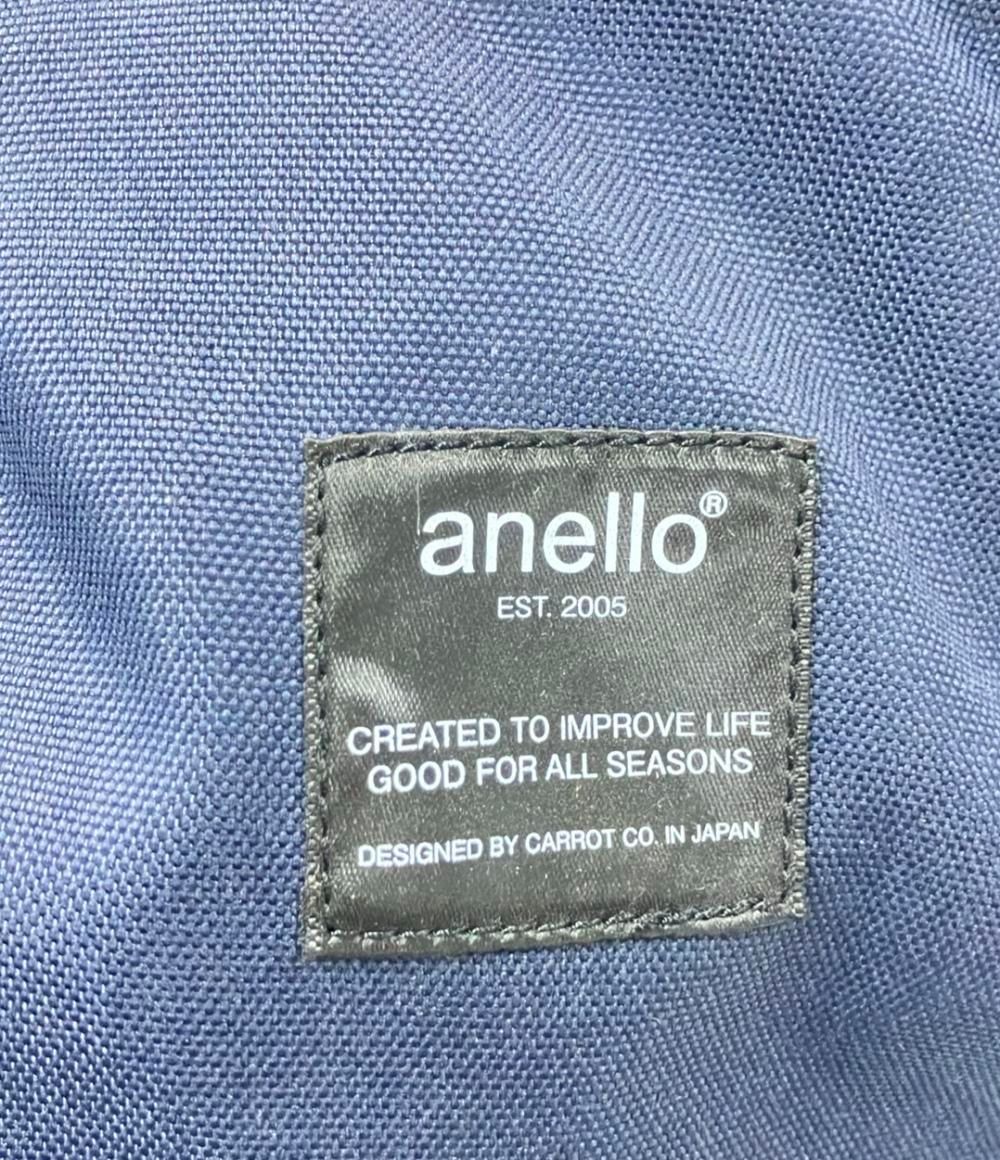 anello®
EST. 2005
CREATED TO IMPROVE LIFE
GOOD FOR ALL SEASONS
DESIGNED BY CARROT CO. IN JAPAN